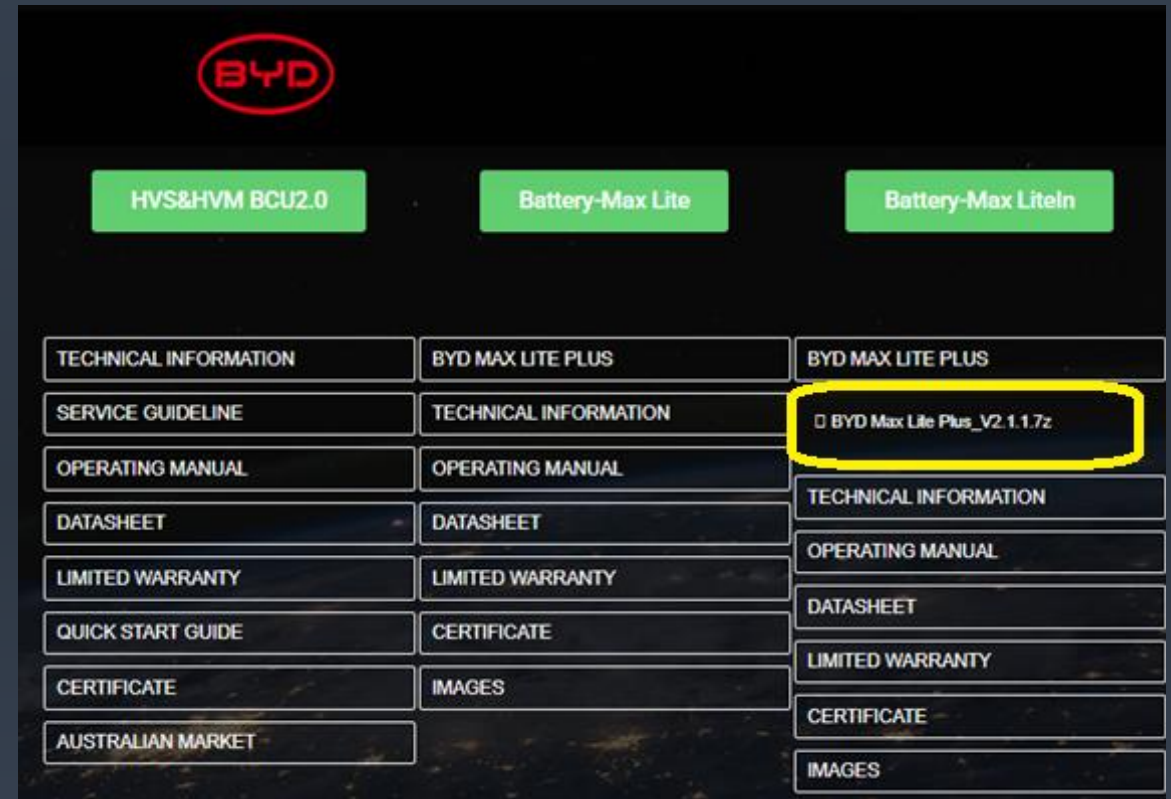 BYD
HVS&HVM BCU2.0
Battery-Max Lite
Battery-Max LiteIn
TECHNICAL INFORMATION
SERVICE GUIDELINE
OPERATING MANUAL
DATASHEET
LIMITED WARRANTY
QUICK START GUIDE
CERTIFICATE
AUSTRALIAN MARKET
BYD MAX LITE PLUS
TECHNICAL INFORMATION
OPERATING MANUAL
DATASHEET
LIMITED WARRANTY
CERTIFICATE
IMAGES
BYD MAX LITE PLUS
BYD Max Lite Plus_V2.1.1.7z
TECHNICAL INFORMATION
OPERATING MANUAL
DATASHEET
LIMITED WARRANTY
CERTIFICATE
IMAGES